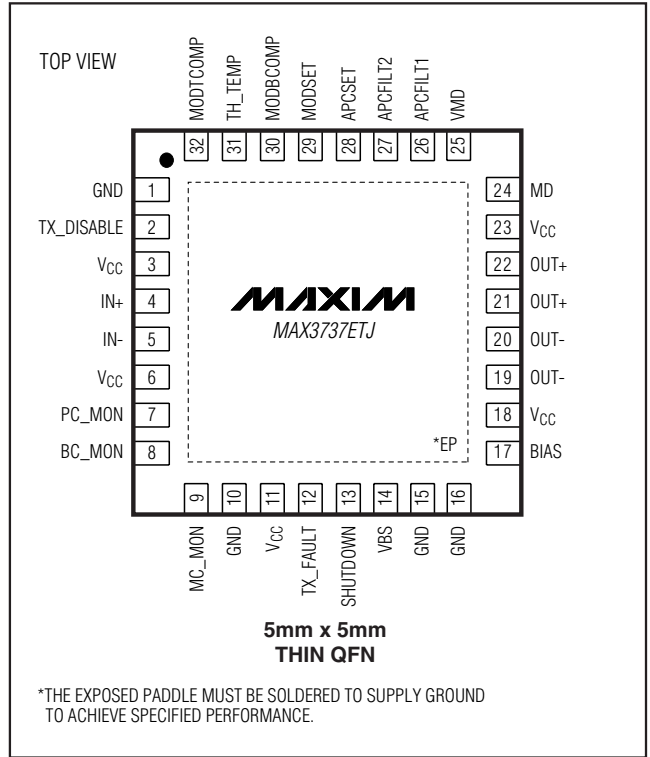 TOP VIEW
MODTCOMP
TH_TEMP
MODBCOMP
MODSET
APCSET
APCFILT2
APCFILT1
VMD
32
31
30
29
28
27
26
25
GND 1
TX_DISABLE 2
VCC 3
IN+ 4
IN- 5
VCC 6
PC_MON 7
BC_MON 8
MAXIM
MAX3737ETJ
*EP
24 MD
23 VCC
22 OUT+
21 OUT+
20 OUT-
19 OUT-
18 VCC
17 BIAS
9
10
11
12
13
14
15
16
MC_MON
GND
VCC
TX_FAULT
SHUTDOWN
VBS
GND
GND
5mm x 5mm
THIN QFN
*THE EXPOSED PADDLE MUST BE SOLDERED TO SUPPLY GROUND
TO ACHIEVE SPECIFIED PERFORMANCE.